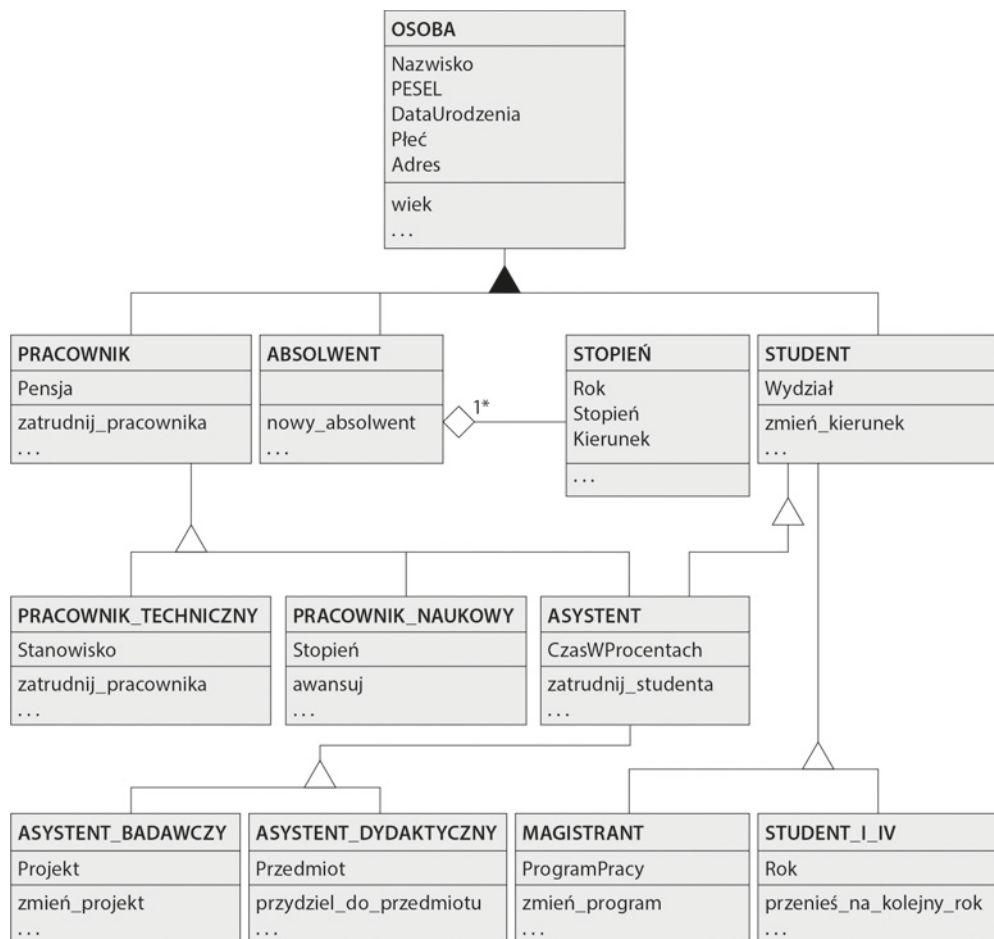 OSOBA
Nazwisko
PESEL
DataUrodzenia
Płeć
Adres
wiek
...
PRACOWNIK
Pensja
zatrudnij_pracownika
...
ABSOLWENT
nowy_absolwent
...
1*
STOPIEŃ
Rok
Stopień
Kierunek
...
STUDENT
Wydział
zmień_kierunek
...
PRACOWNIK_TECHNICZNY
Stanowisko
zatrudnij_pracownika
...
PRACOWNIK_NAUKOWY
Stopień
awansuj
...
ASYSTENT
CzasWProcentach
zatrudnij_studenta
...
ASYSTENT_BADAWCZY
Projekt
zmień_projekt
...
ASYSTENT_DYDAKTYCZNY
Przedmiot
przydziel_do_przedmiotu
...
MAGISTRANT
ProgramPracy
zmień_program
...
STUDENT_I_IV
Rok
przenieś_na_kolejny_rok
...